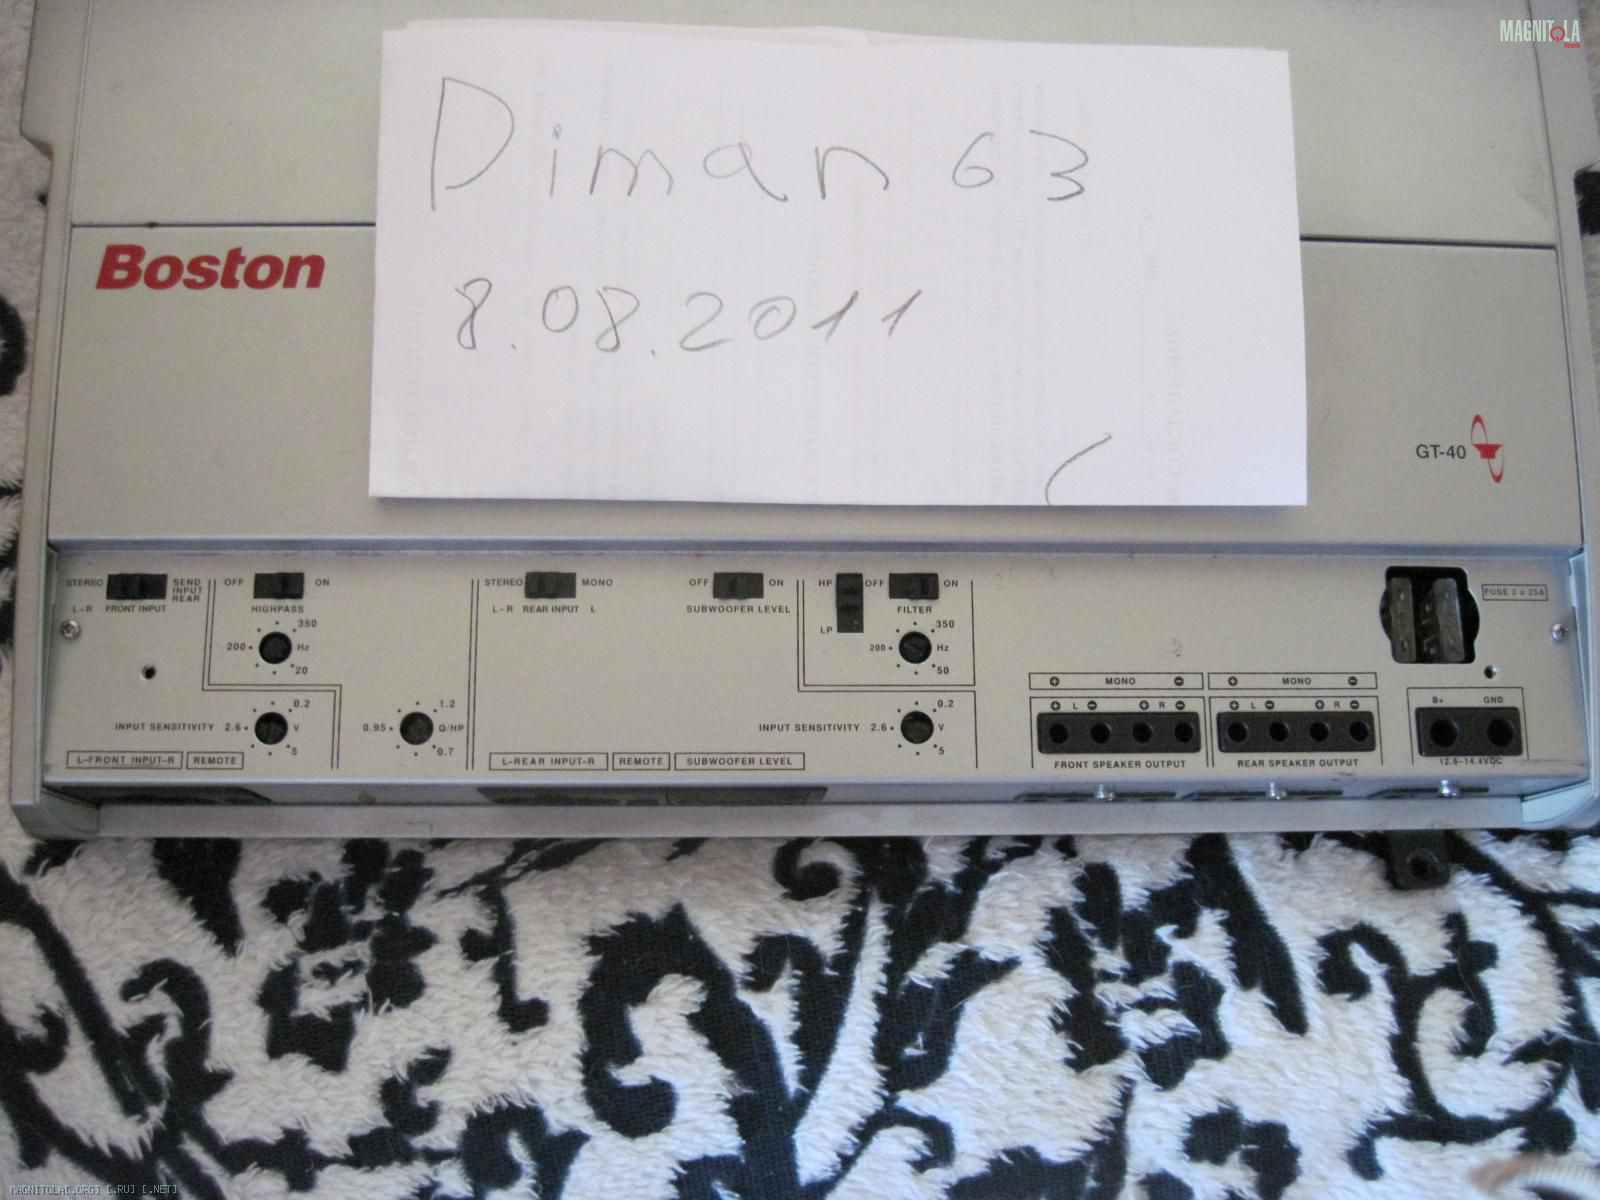 MAGNITOLA
Team
Diman 63
8.08.2011
Boston
GT-40
STEREO
SEND
INPUT
REAR
L-R FRONT INPUT
OFF ON
HIGHPASS
350
200 Hz
20
0.2
INPUT SENSITIVITY 2.6 V
5
1.2
0.95 Q/HP
0.7
L-FRONT INPUT-R REMOTE
STEREO MONO
L-R REAR INPUT L
OFF ON
SUBWOOFER LEVEL
HP
LP
OFF ON
FILTER
350
200 Hz
50
0.2
INPUT SENSITIVITY 2.6 V
5
L-REAR INPUT-R REMOTE SUBWOOFER LEVEL
+ MONO - + MONO -
+ L - + R - + L - + R -
FRONT SPEAKER OUTPUT REAR SPEAKER OUTPUT
FUSE 2 x 25A
B+ GND
12.6-14.4VDC
MAGNITOLA[.ORG] [.RU] [.NET]